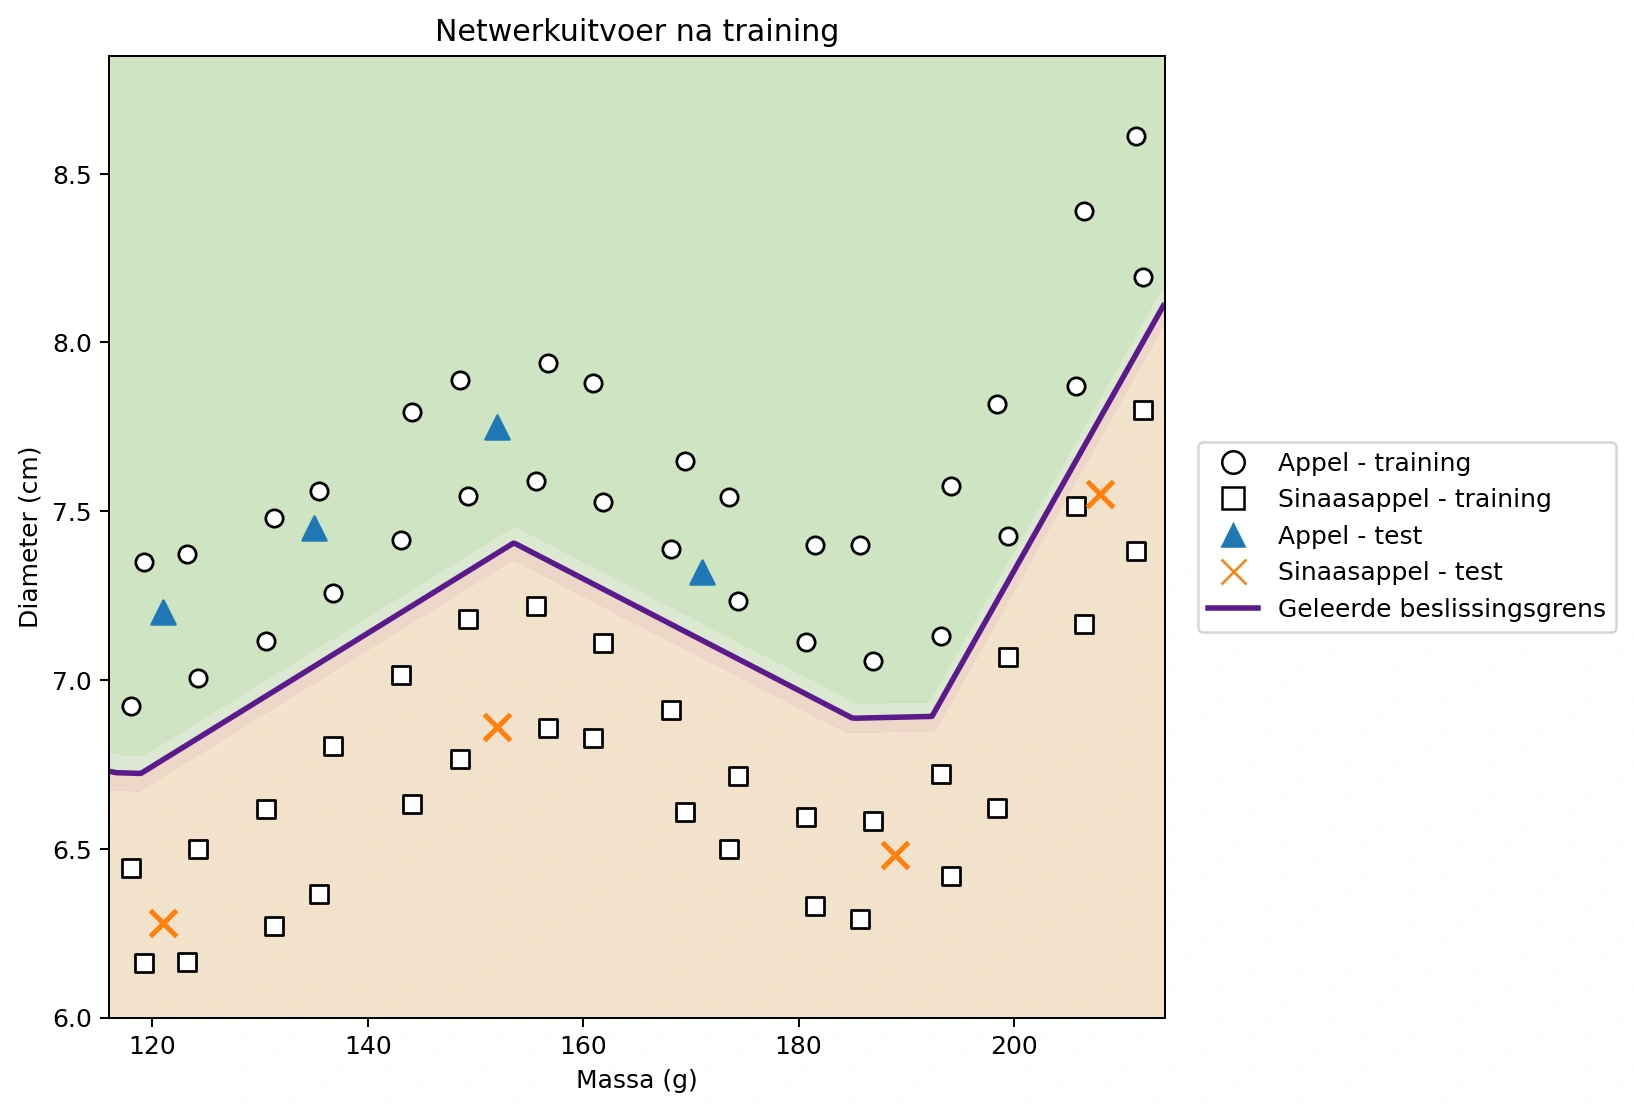 Netwerkuitvoer na training
Diameter (cm)
8.5
8.0
7.5
7.0
6.5
6.0
120 140 160 180 200
Massa (g)
Appel - training
Sinaasappel - training
Appel - test
Sinaasappel - test
Geleerde beslissingsgrens